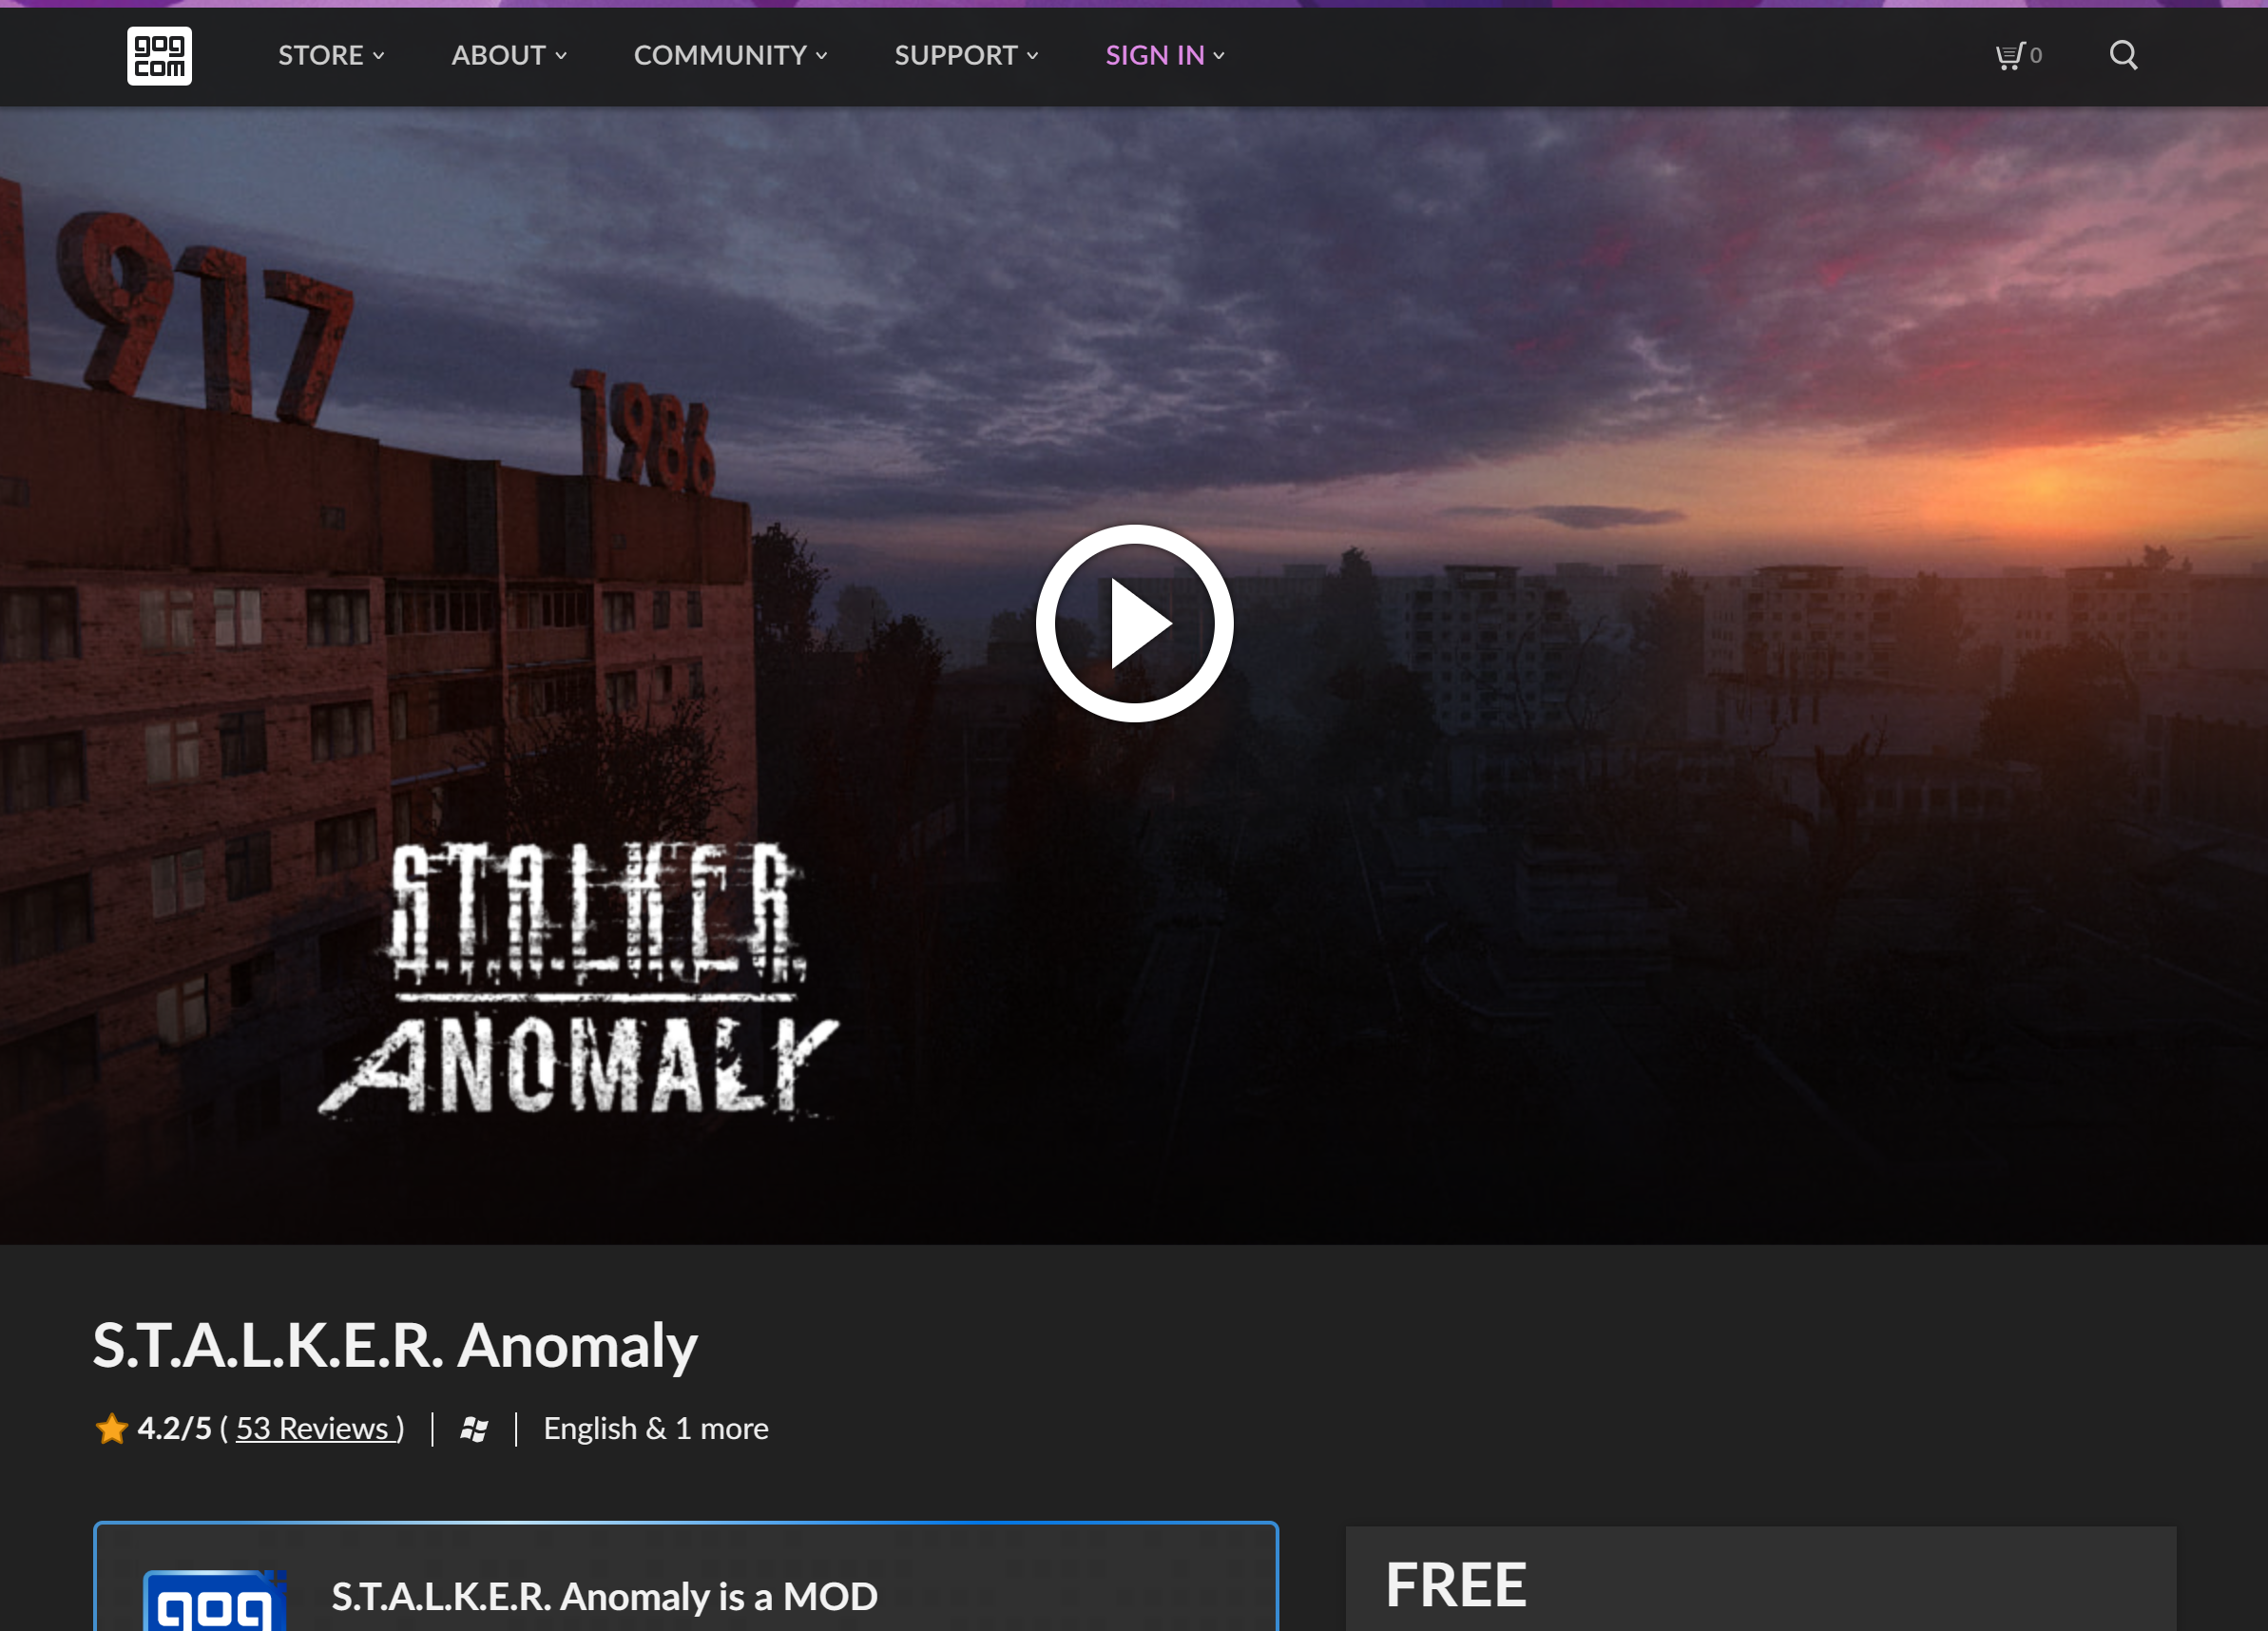 gog
com
STORE
ABOUT
COMMUNITY
SUPPORT
SIGN IN
0
1917
1986
S.T.A.L.K.E.R.
ANOMALY
S.T.A.L.K.E.R. Anomaly
4.2/5 ( 53 Reviews )
English & 1 more
gog
S.T.A.L.K.E.R. Anomaly is a MOD
FREE